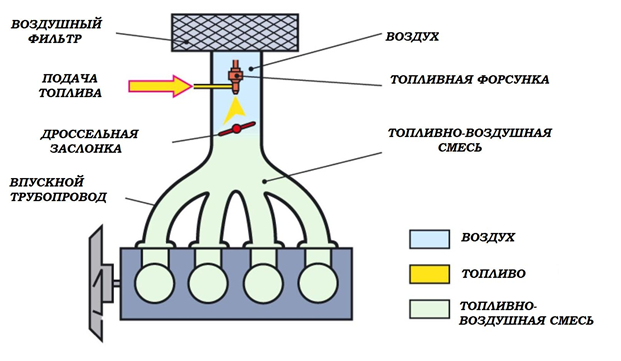 ВОЗДУШНЫЙ
ФИЛЬТР
ВОЗДУХ
ПОДАЧА
ТОПЛИВА
ТОПЛИВНАЯ ФОРСУНКА
ДРОССЕЛЬНАЯ
ЗАСЛОНКА
ТОПЛИВНО-ВОЗДУШНАЯ
СМЕСЬ
ВПУСКНОЙ
ТРУБОПРОВОД
ВОЗДУХ
ТОПЛИВО
ТОПЛИВНО-
ВОЗДУШНАЯ СМЕСЬ